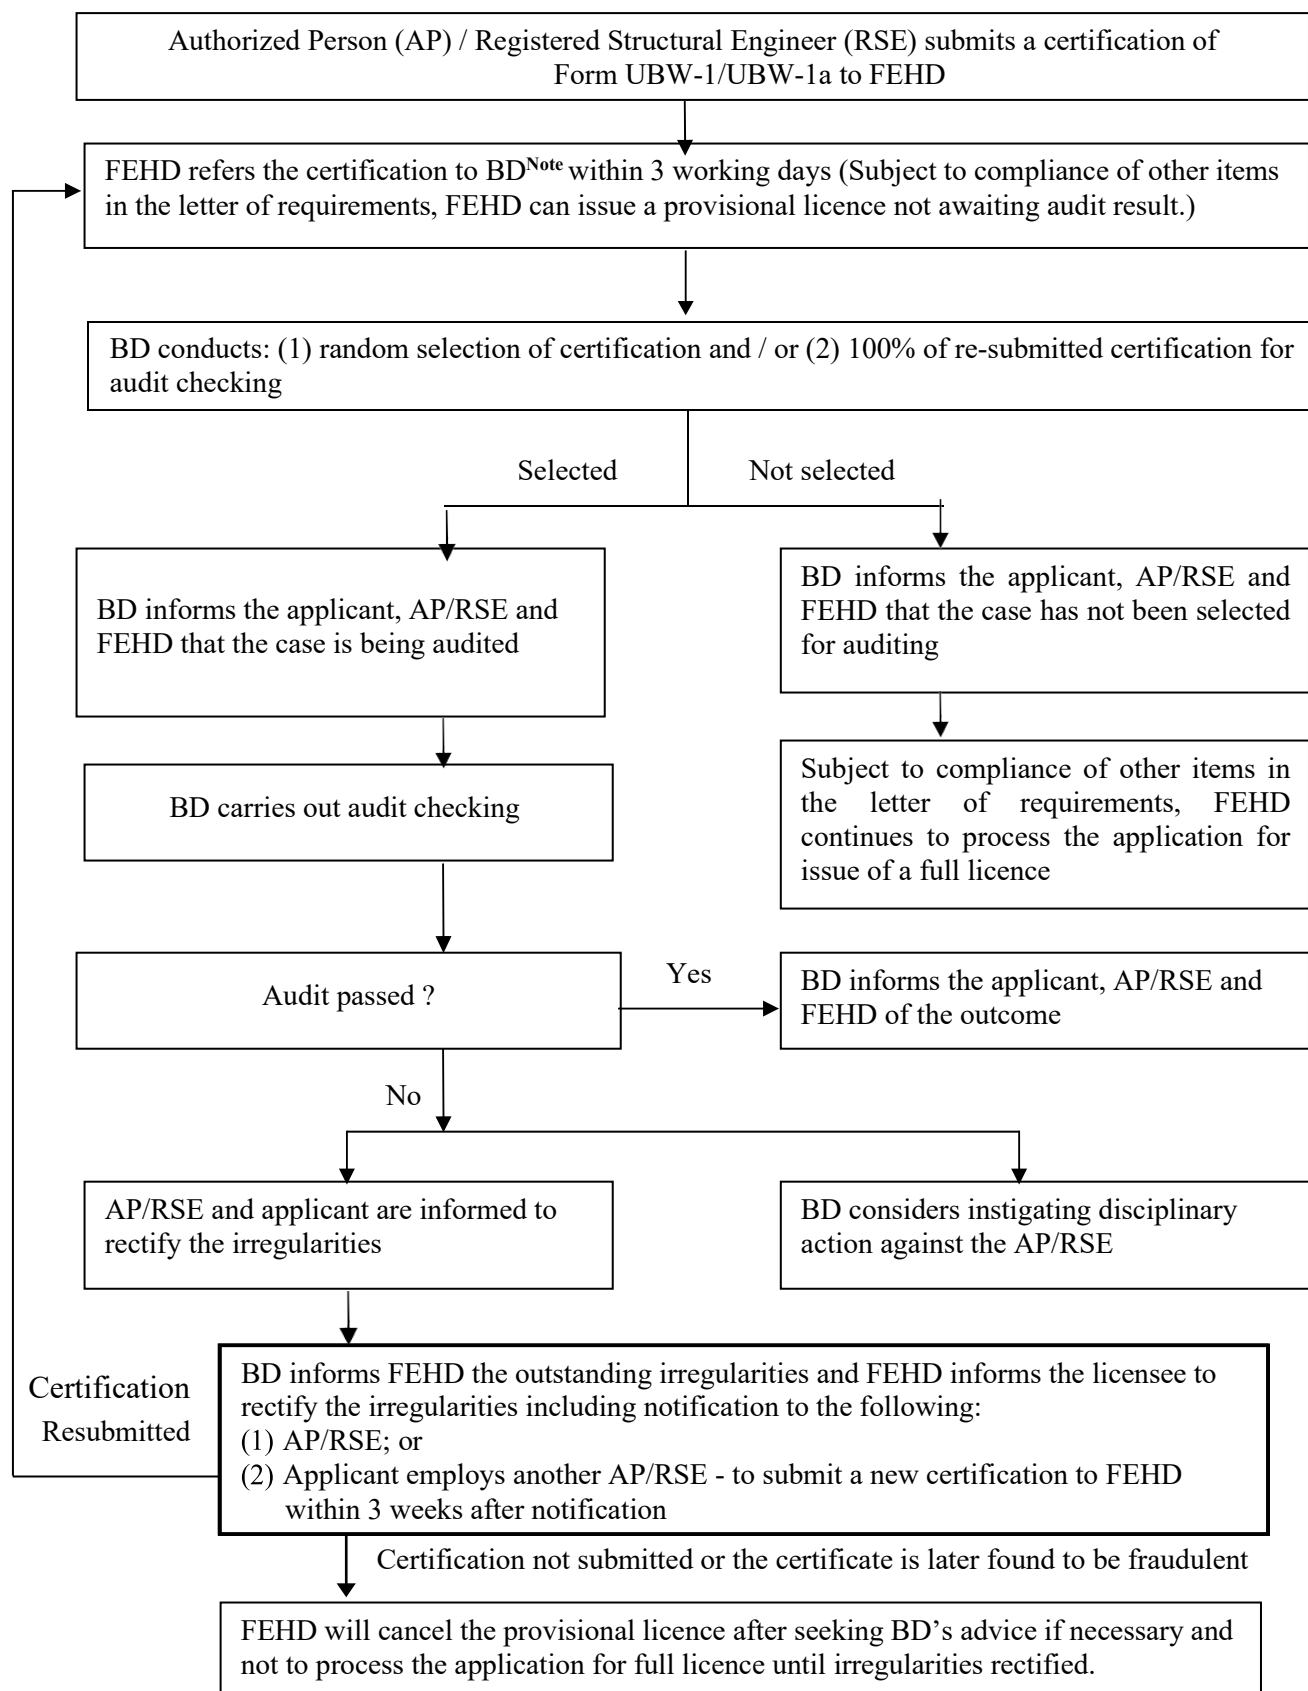 Authorized Person (AP) / Registered Structural Engineer (RSE) submits a certification of
Form UBW-1/UBW-1a to FEHD
FEHD refers the certification to BDNote within 3 working days (Subject to compliance of other items
in the letter of requirements, FEHD can issue a provisional licence not awaiting audit result.)
BD conducts: (1) random selection of certification and / or (2) 100% of re-submitted certification for
audit checking
Selected
Not selected
BD informs the applicant, AP/RSE and
FEHD that the case is being audited
BD informs the applicant, AP/RSE and
FEHD that the case has not been selected
for auditing
BD carries out audit checking
Subject to compliance of other items in
the letter of requirements, FEHD
continues to process the application for
issue of a full licence
Audit passed ?
Yes
BD informs the applicant, AP/RSE and
FEHD of the outcome
No
AP/RSE and applicant are informed to
rectify the irregularities
BD considers instigating disciplinary
action against the AP/RSE
Certification
Resubmitted
BD informs FEHD the outstanding irregularities and FEHD informs the licensee to
rectify the irregularities including notification to the following:
(1) AP/RSE; or
(2) Applicant employs another AP/RSE - to submit a new certification to FEHD
within 3 weeks after notification
Certification not submitted or the certificate is later found to be fraudulent
FEHD will cancel the provisional licence after seeking BD’s advice if necessary and
not to process the application for full licence until irregularities rectified.